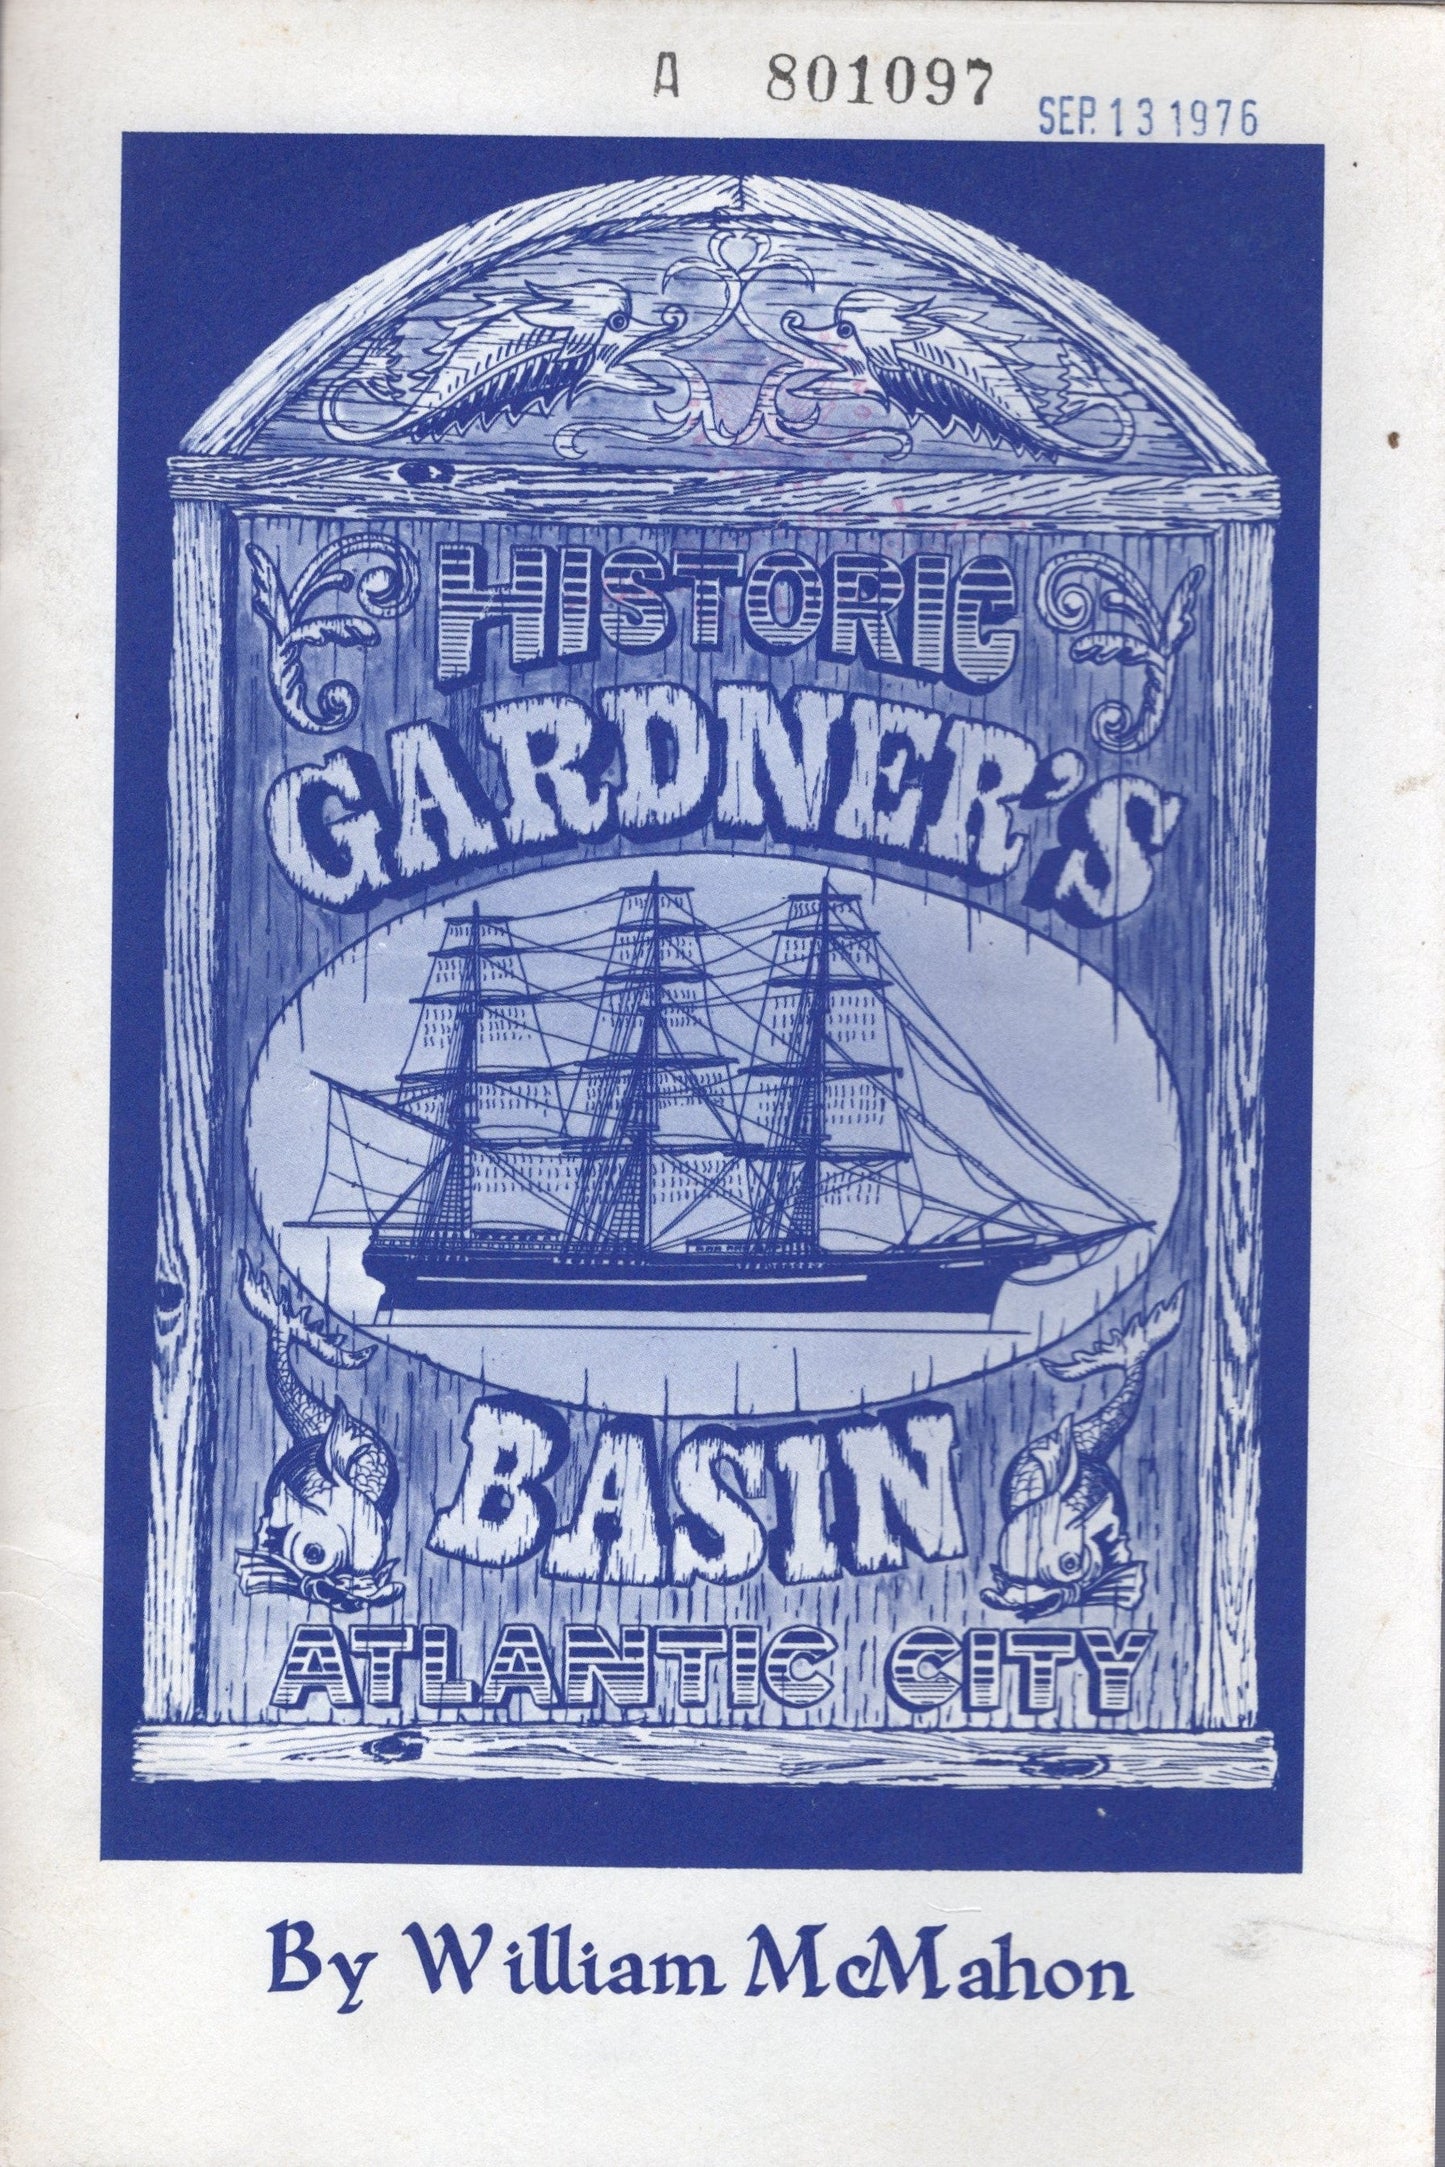 A 801097
SEP. 13 1976
HISTORIC
GARDNER'S
BASIN
ATLANTIC CITY
By William McMahon